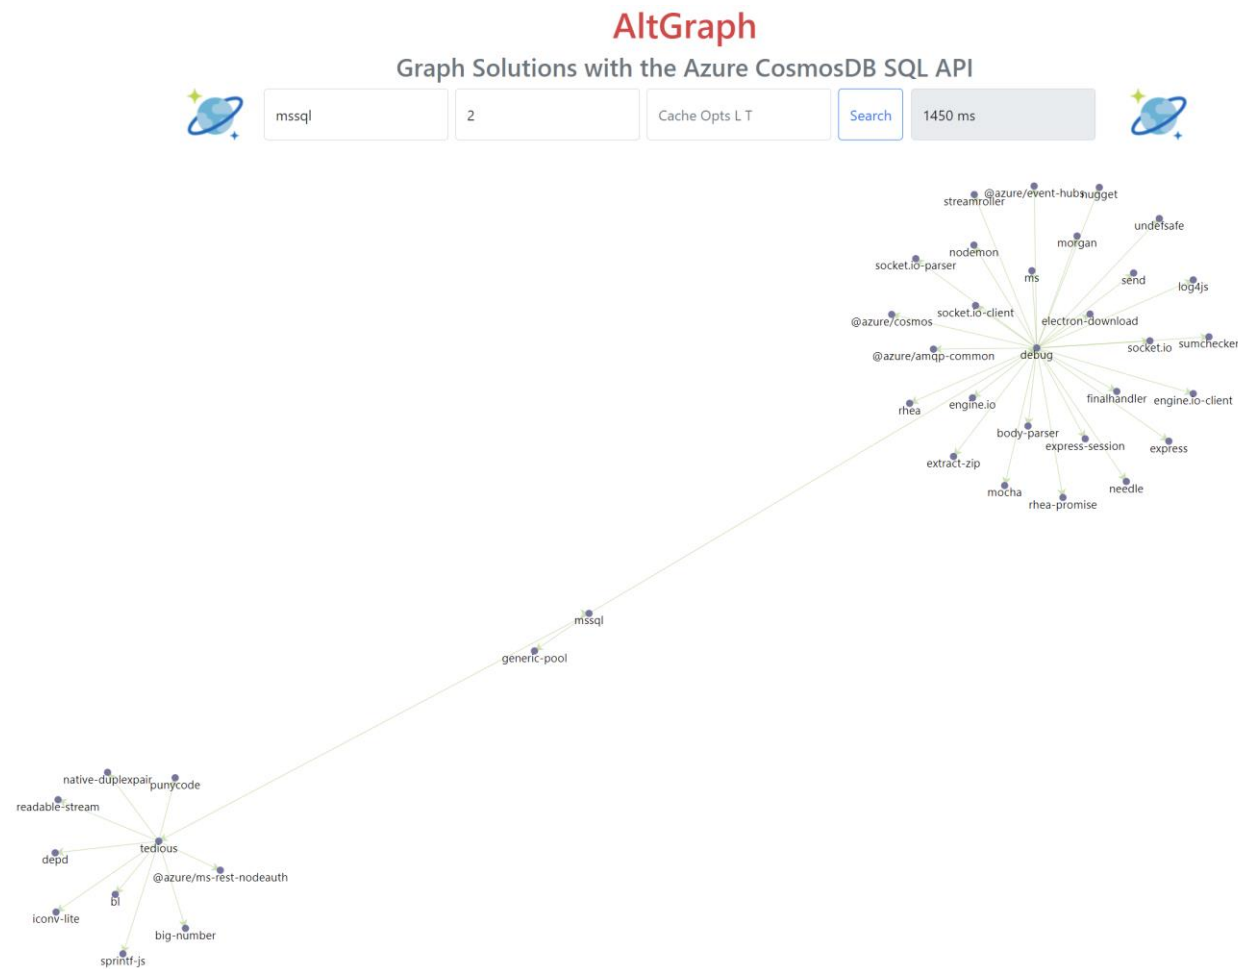 AltGraph
Graph Solutions with the Azure CosmosDB SQL API
mssql 2 Cache Opts L T Search 1450 ms
@azure/event-hubs nugget
streamroller
undefsafe
morgan
nodemon
socket.io-parser
ms send
log4js
socket.io-client
@azure/cosmos electron-download
sumchecker
socket.io
@azure/amqp-common debug
finalhandler engine.io-client
rhea engine.io
body-parser
express-session express
extract-zip
mocha needle
rhea-promise
mssql
generic-pool
native-duplexpair punycode
readable-stream
tedious
depd
@azure/ms-rest-nodeauth
bl
iconv-lite
big-number
sprintf-js